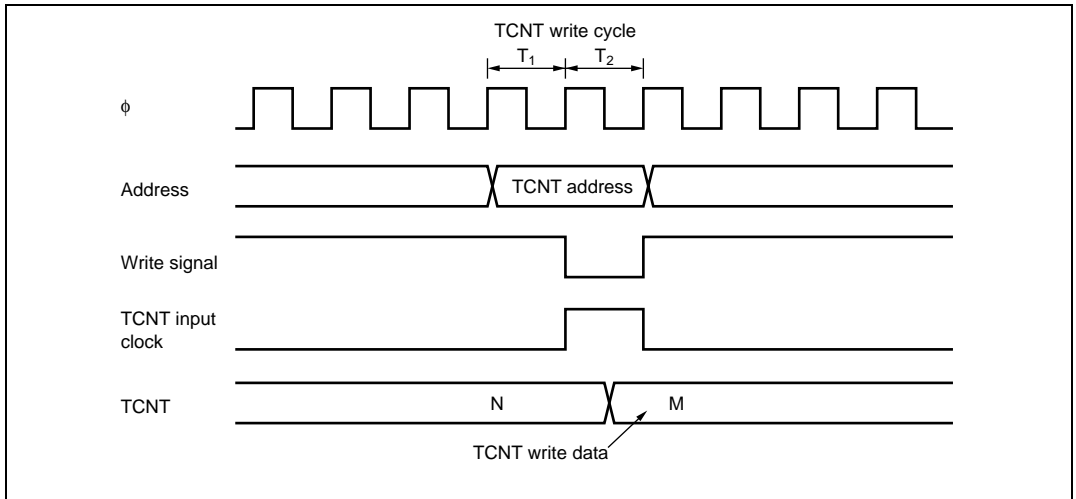 TCNT write cycle
T1 T2
ϕ
Address
TCNT address
Write signal
TCNT input
clock
TCNT
N
M
TCNT write data